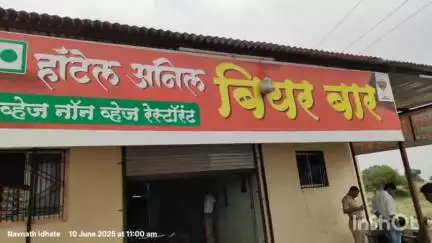 हॉटेल अनिल
बियर बार
व्हेज नॉन व्हेज रेस्टॉरंट
Navnath Idhate 10 June 2025 at 11:00 am
InShOt